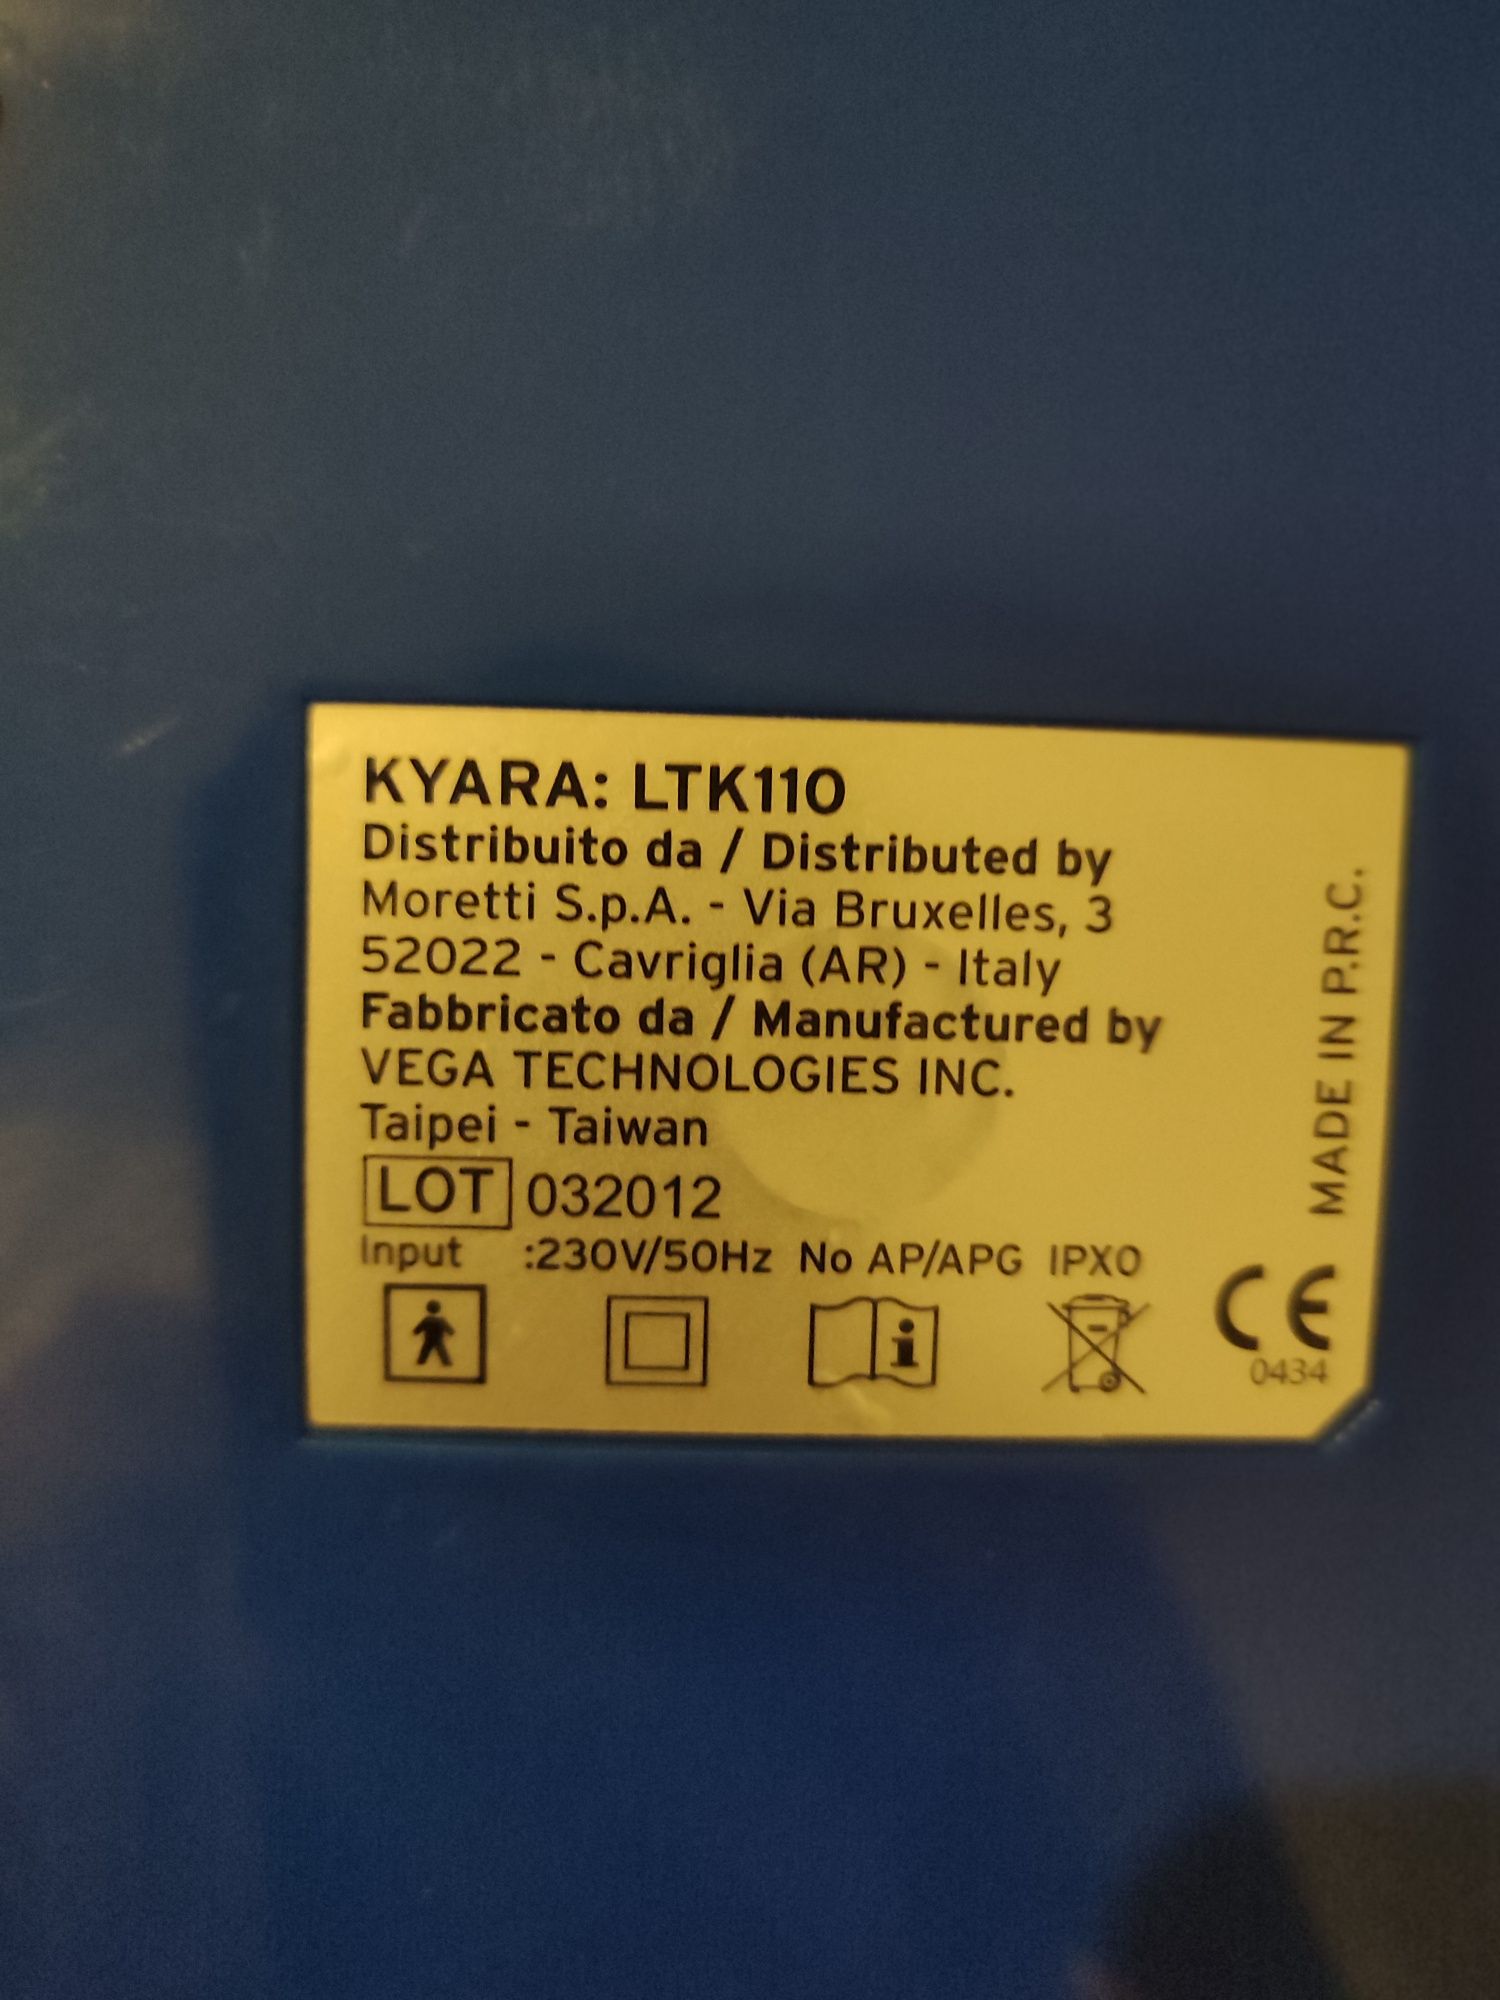 KYARA: LTK110
Distribuito da / Distributed by
Moretti S.p.A. - Via Bruxelles, 3
52022 - Cavriglia (AR) - Italy
Fabbricato da / Manufactured by
VEGA TECHNOLOGIES INC.
Taipei - Taiwan
LOT 032012
Input :230V/50Hz No AP/APG IPX0
CE
0434
MADE IN P.R.C.